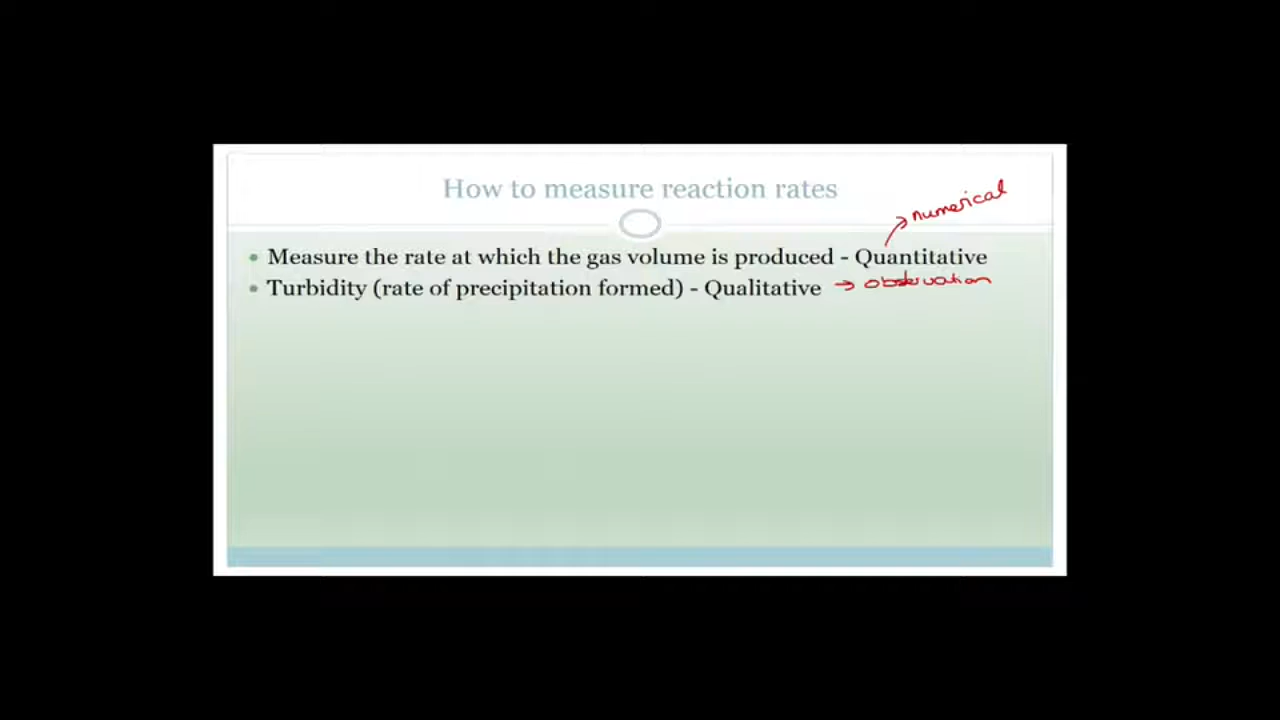 How to measure reaction rates
numerical
• Measure the rate at which the gas volume is produced - Quantitative
• Turbidity (rate of precipitation formed) - Qualitative → observation